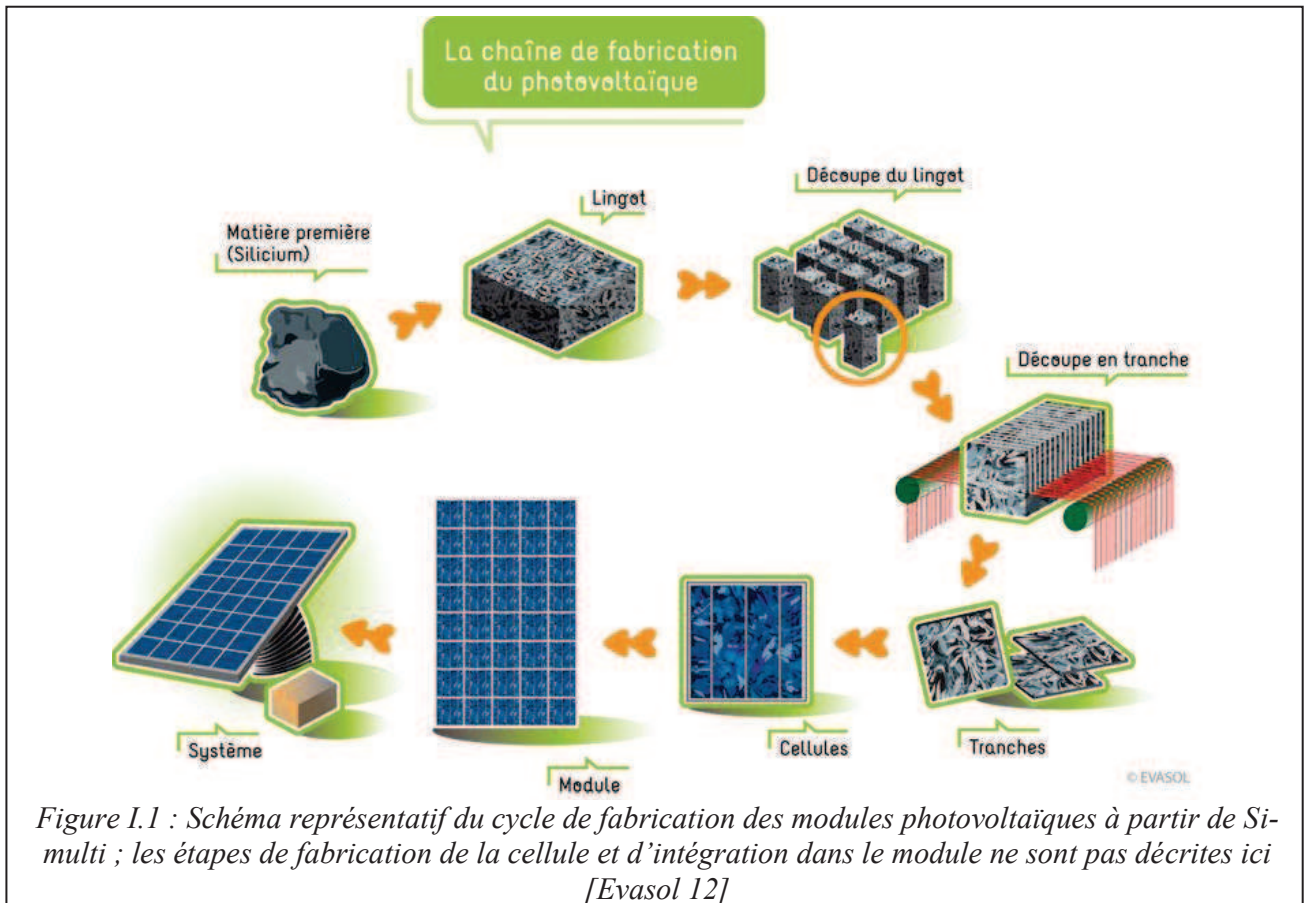 La chaîne de fabrication
du photovoltaïque
Matière première
(Silicium)
Lingot
Découpe du lingot
Découpe en tranche
Tranches
Cellules
Module
Système
© EVASOL
Figure I.1 : Schéma représentatif du cycle de fabrication des modules photovoltaïques à partir de Si-
multi ; les étapes de fabrication de la cellule et d’intégration dans le module ne sont pas décrites ici
[Evasol 12]